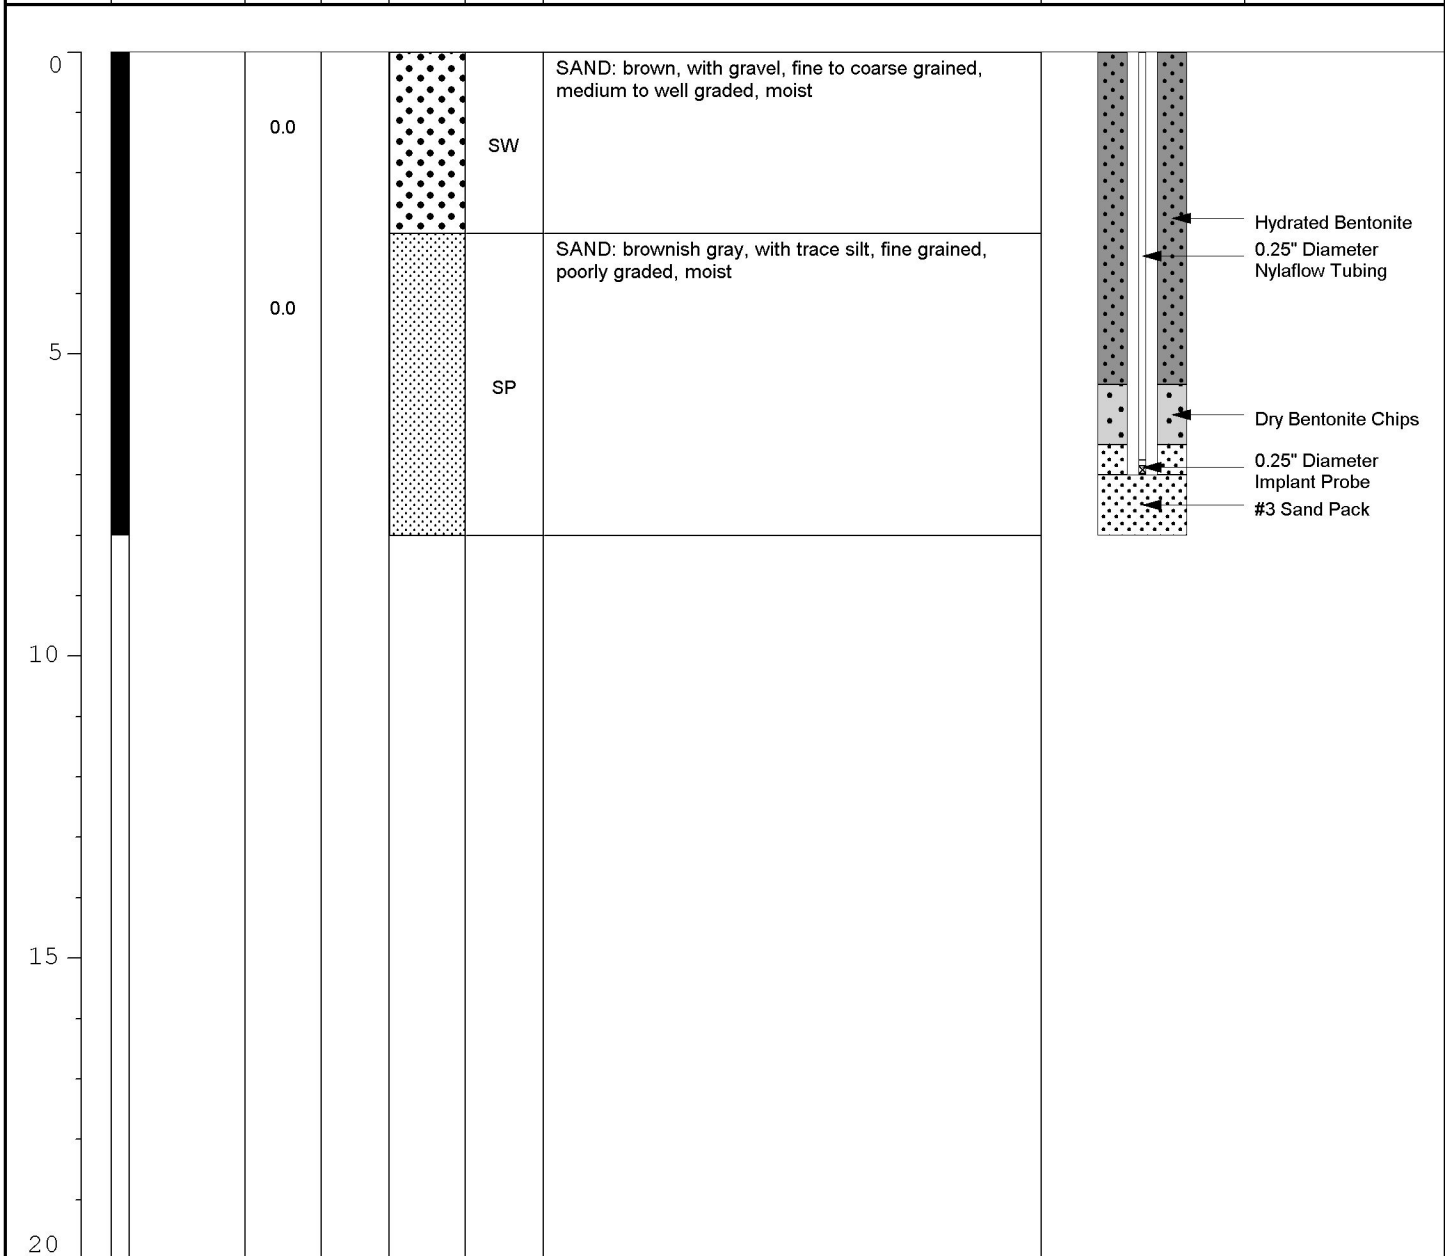 0
SAND: brown, with gravel, fine to coarse grained,
medium to well graded, moist
0.0
SW
Hydrated Bentonite
SAND: brownish gray, with trace silt, fine grained,
poorly graded, moist
0.25" Diameter
Nylaflow Tubing
0.0
5
SP
Dry Bentonite Chips
0.25" Diameter
Implant Probe
#3 Sand Pack
10
15
20